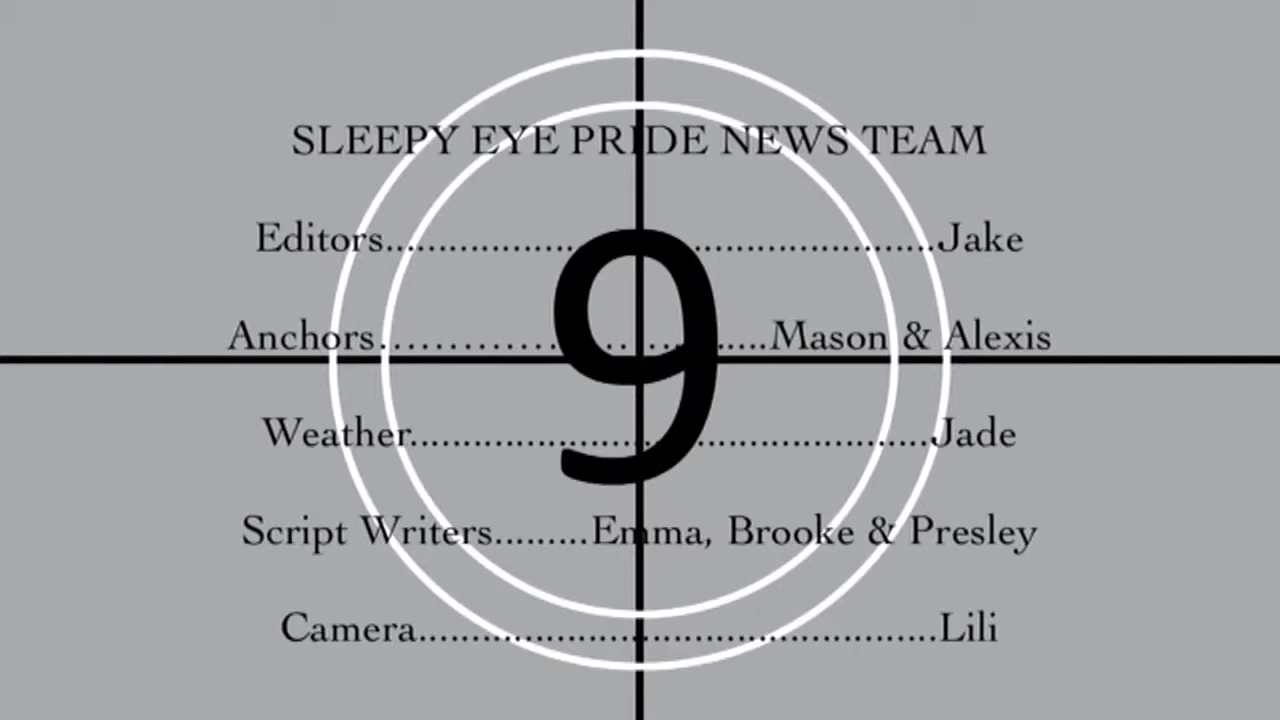 SLEEPY EYE PRIDE NEWS TEAM
Editors.......................................................Jake
Anchors. . . . . . . . . . . . . . . . . .......Mason & Alexis
9
Weather.....................................................Jade
Script Writers.........Emma, Brooke & Presley
Camera....................................................Lili